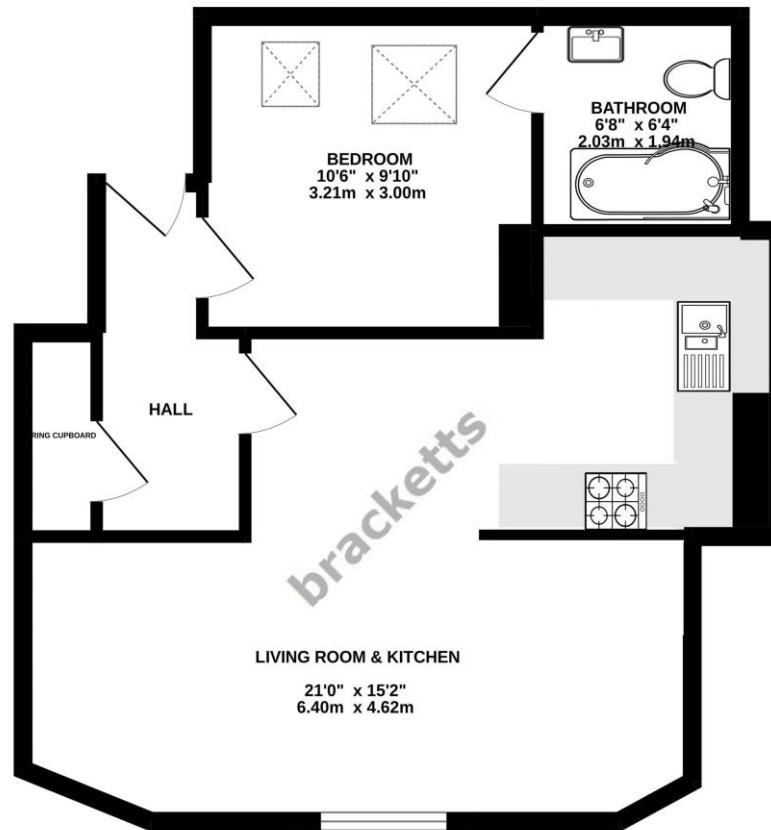 BATHROOM
6'8" x 6'4"
2.03m x 1.94m
BEDROOM
10'6" x 9'10"
3.21m x 3.00m
HALL
RING CUPBOARD
bracketts
LIVING ROOM & KITCHEN
21'0" x 15'2"
6.40m x 4.62m